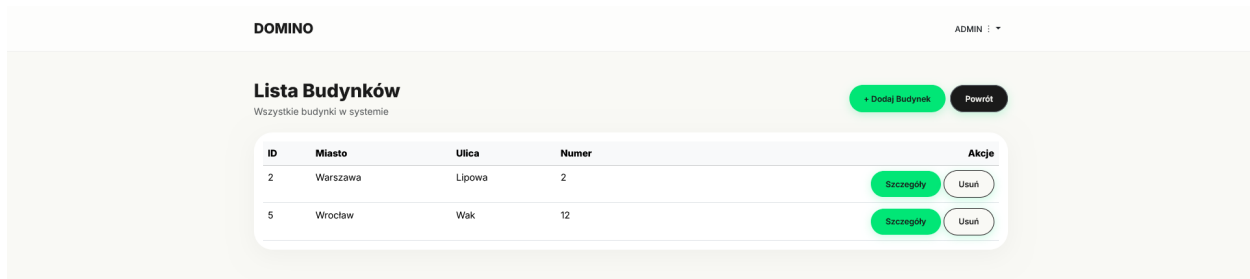 DOMINO
ADMIN
Lista Budynków
Wszystkie budynki w systemie
+ Dodaj Budynek
Powrót
ID Miasto Ulica Numer Akcje
2 Warszawa Lipowa 2 Szczegóły Usuń
5 Wrocław Wak 12 Szczegóły Usuń